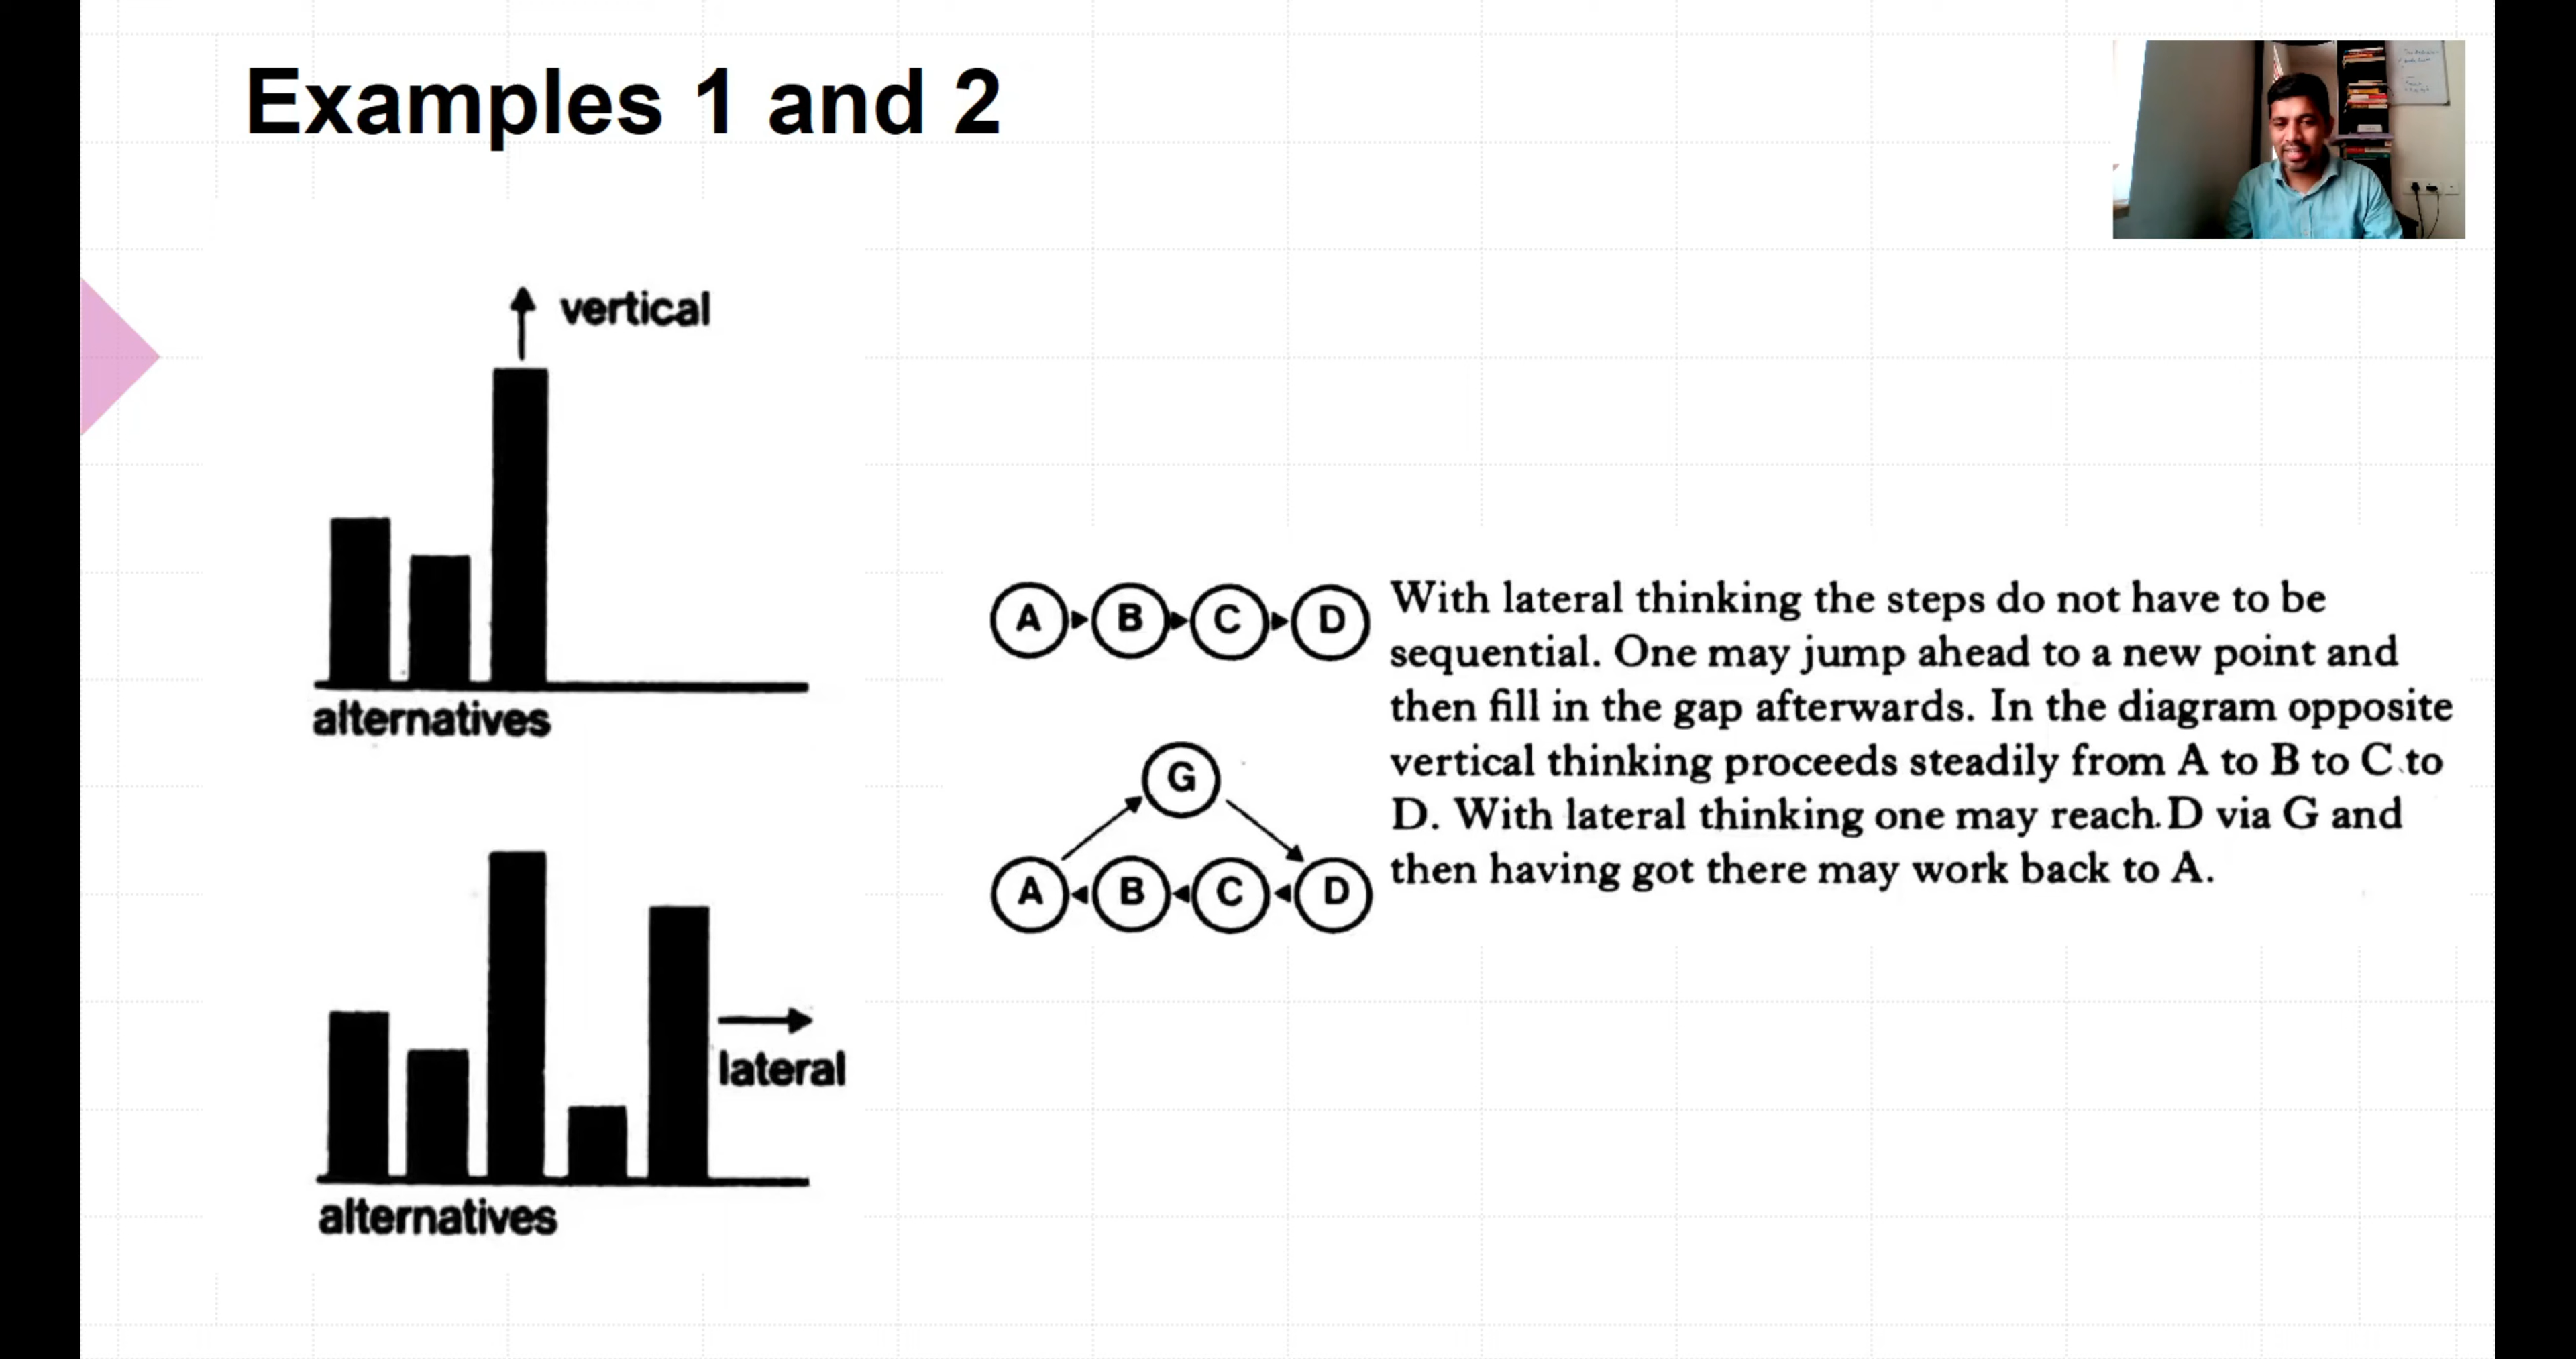 Examples 1 and 2
vertical
alternatives
lateral
alternatives
A B C D
G
A B C D
With lateral thinking the steps do not have to be
sequential. One may jump ahead to a new point and
then fill in the gap afterwards. In the diagram opposite
vertical thinking proceeds steadily from A to B to C to
D. With lateral thinking one may reach D via G and
then having got there may work back to A.